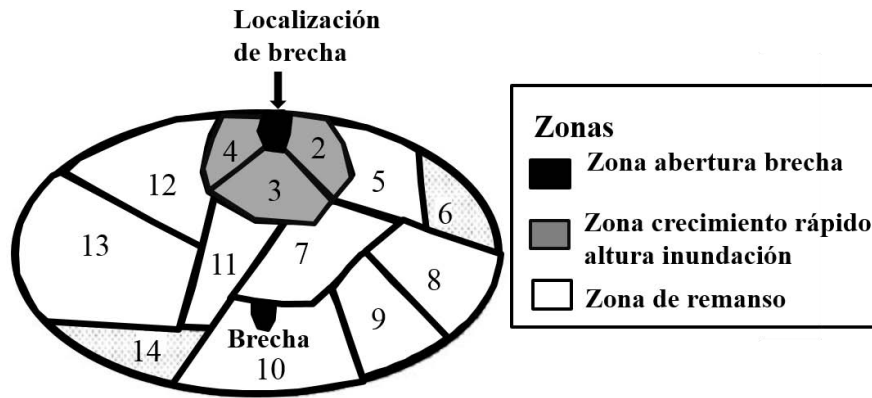 Localización
de brecha
4
2
3
12
5
6
13
11
7
8
9
14
Brecha
10
Zonas
Zona abertura brecha
Zona crecimiento rápido
altura inundación
Zona de remanso